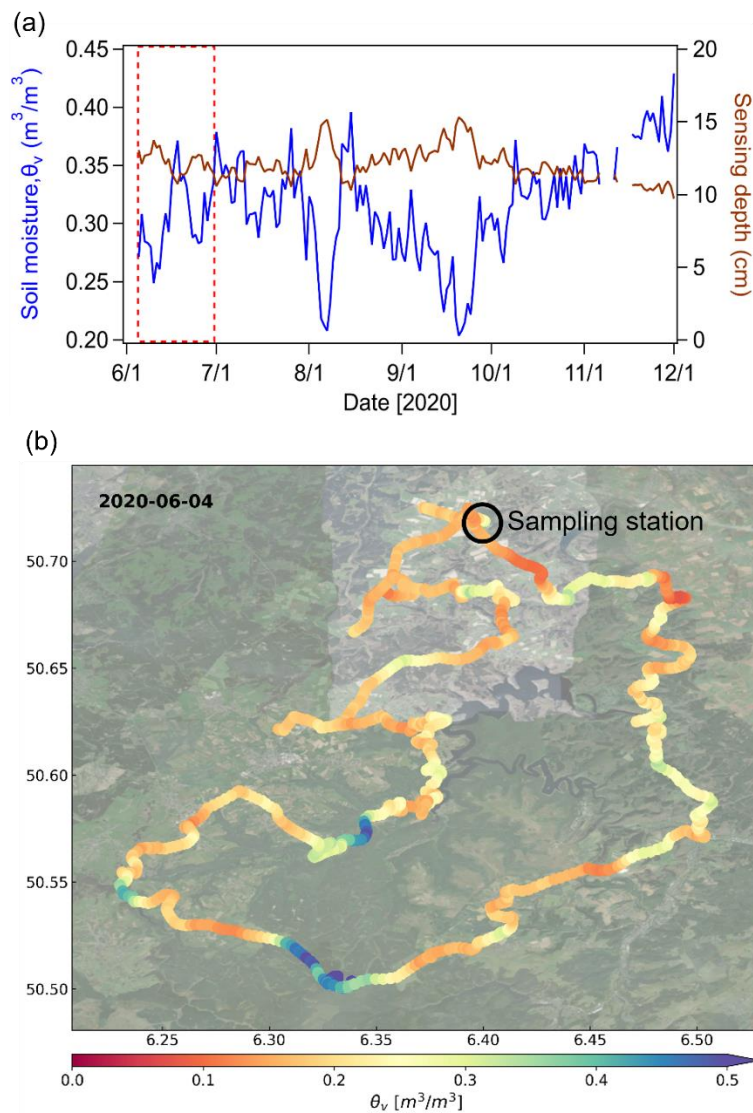 (a)
0.45
0.40
0.35
0.30
0.25
0.20
Soil moisture,θv (m³/m³)
20
15
10
5
0
Sensing depth (cm)
6/1 7/1 8/1 9/1 10/1 11/1 12/1
Date [2020]
(b)
2020-06-04
Sampling station
50.70
50.65
50.60
50.55
50.50
6.25 6.30 6.35 6.40 6.45 6.50
0.0 0.1 0.2 0.3 0.4 0.5
θv [m³/m³]